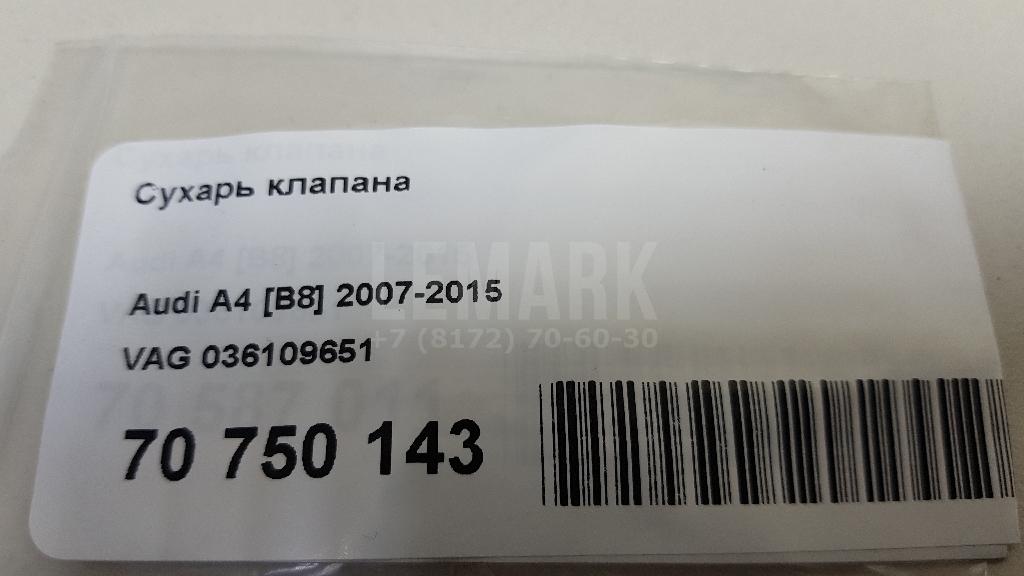 Сухарь клапана
Audi A4 [B8] 2007-2015
LEMARK
+7 (8172) 70-60-30
VAG 036109651
70 750 143